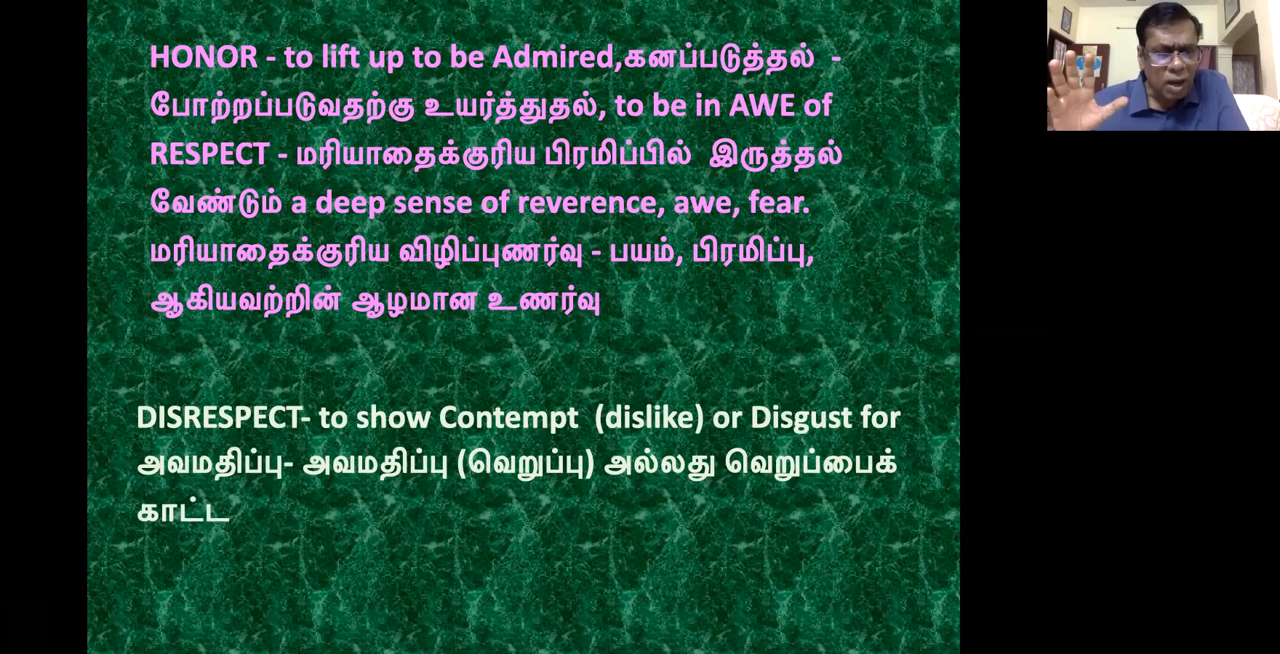 HONOR - to lift up to be Admired,கனப்படுத்தல் -
போற்றப்படுவதற்கு உயர்த்துதல், to be in AWE of
RESPECT - மரியாதைக்குரிய பிரமிப்பில் இருத்தல்
வேண்டும் a deep sense of reverence, awe, fear.
மரியாதைக்குரிய விழிப்புணர்வு - பயம், பிரமிப்பு,
ஆகியவற்றின் ஆழமான உணர்வு
DISRESPECT- to show Contempt (dislike) or Disgust for
அவமதிப்பு- அவமதிப்பு (வெறுப்பு) அல்லது வெறுப்பைக்
காட்ட